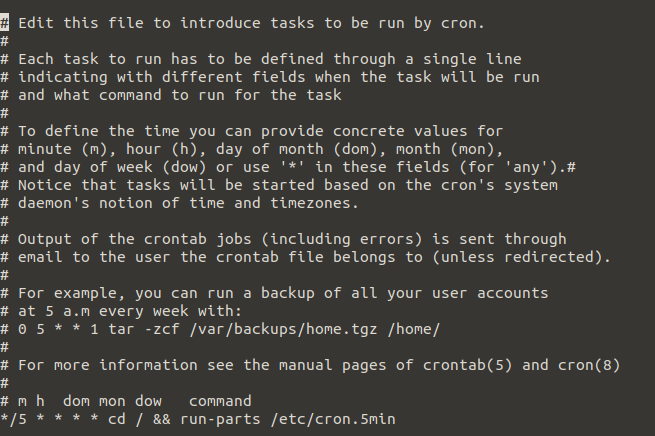 # Edit this file to introduce tasks to be run by cron.
#
# Each task to run has to be defined through a single line
# indicating with different fields when the task will be run
# and what command to run for the task
#
# To define the time you can provide concrete values for
# minute (m), hour (h), day of month (dom), month (mon),
# and day of week (dow) or use '*' in these fields (for 'any').#
# Notice that tasks will be started based on the cron's system
# daemon's notion of time and timezones.
#
# Output of the crontab jobs (including errors) is sent through
# email to the user the crontab file belongs to (unless redirected).
#
# For example, you can run a backup of all your user accounts
# at 5 a.m every week with:
# 0 5 * * 1 tar -zcf /var/backups/home.tgz /home/
#
# For more information see the manual pages of crontab(5) and cron(8)
#
# m h  dom mon dow   command
*/5 * * * * cd / && run-parts /etc/cron.5min